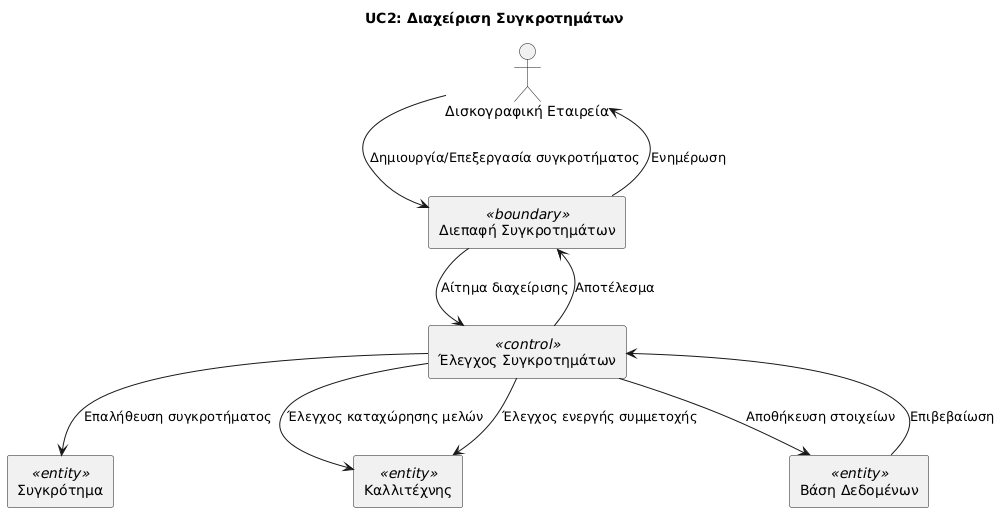 UC2: Διαχείριση Συγκροτημάτων
Δισκογραφική Εταιρεία
Δημιουργία/Επεξεργασία συγκροτήματος
Ενημέρωση
«boundary»
Διεπαφή Συγκροτημάτων
Αίτημα διαχείρισης
Αποτέλεσμα
«control»
Έλεγχος Συγκροτημάτων
Επαλήθευση συγκροτήματος
Έλεγχος καταχώρησης μελών
Έλεγχος ενεργής συμμετοχής
Αποθήκευση στοιχείων
Επιβεβαίωση
«entity»
Συγκρότημα
«entity»
Καλλιτέχνης
«entity»
Βάση Δεδομένων